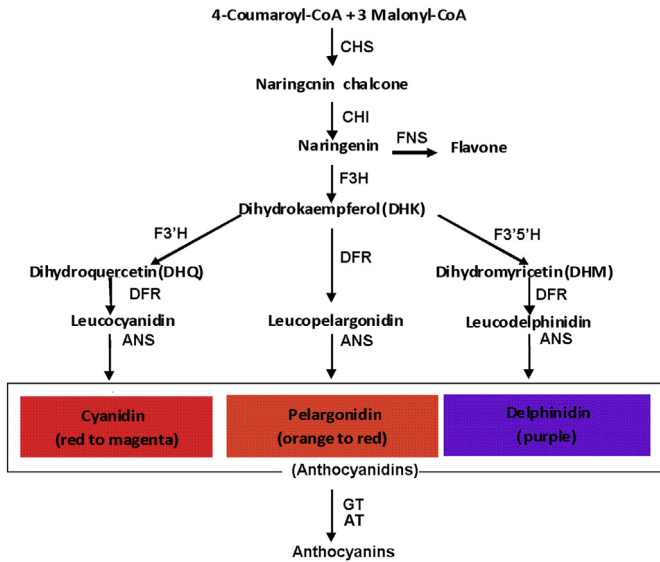 4-Coumaroyl-CoA + 3 Malonyl-CoA
CHS
Naringcnin chalcone
CHI
Naringenin
FNS
Flavone
F3H
Dihydrokaempferol (DHK)
F3'H
F3'5'H
DFR
Dihydroquercetin (DHQ)
Dihydromyricetin (DHM)
DFR
DFR
Leucocyanidin
Leucopelargonidin
Leucodelphinidin
ANS
ANS
ANS
Cyanidin
(red to magenta)
Pelargonidin
(orange to red)
Delphinidin
(purple)
(Anthocyanidins)
GT
AT
Anthocyanins